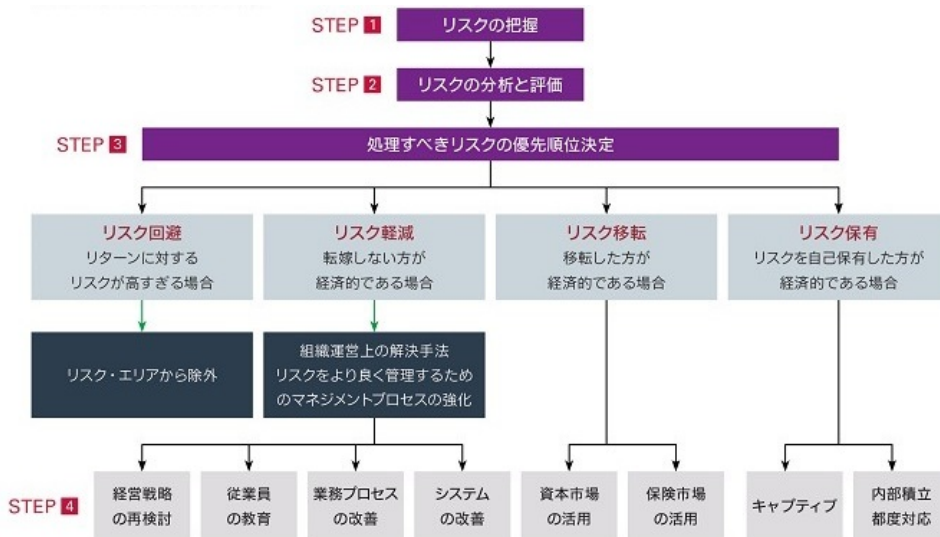 STEP 1
リスクの把握
STEP 2
リスクの分析と評価
STEP 3
処理すべきリスクの優先順位決定
リスク回避
リターンに対する
リスクが高すぎる場合
リスク軽減
転嫁しない方が
経済的である場合
リスク移転
移転した方が
経済的である場合
リスク保有
リスクを自己保有した方が
経済的である場合
リスク・エリアから除外
組織運営上の解決手法
リスクをより良く管理するため
のマネジメントプロセスの強化
STEP 4
経営戦略
の再検討
従業員
の教育
業務プロセス
の改善
システム
の改善
資本市場
の活用
保険市場
の活用
キャプティブ
内部積立
都度対応